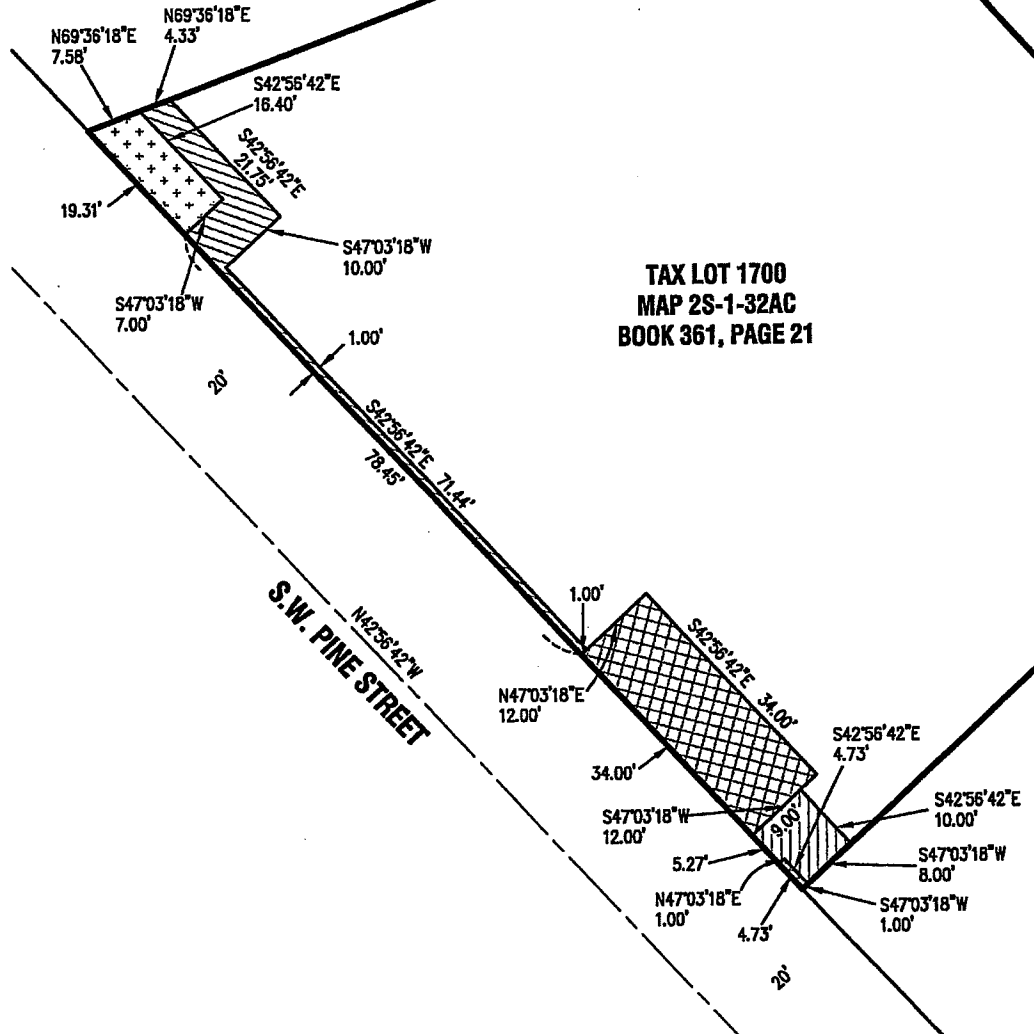 N69°36'18"E
4.33'
N69°36'18"E
7.58'
S42°56'42"E
16.40'
S42°56'42"E
21.75'
19.31'
S47°03'18"W
10.00'
S47°03'18"W
7.00'
TAX LOT 1700
MAP 2S-1-32AC
BOOK 361, PAGE 21
1.00'
20'
S42°56'42"E 71.44'
78.45'
S.W. PINE STREET
N42°56'42"W
1.00'
N47°03'18"E
12.00'
S42°56'42"E 34.00'
34.00'
S42°56'42"E
4.73'
S47°03'18"W
12.00'
9.00'
S42°56'42"E
10.00'
5.27'
S47°03'18"W
8.00'
N47°03'18"E
1.00'
S47°03'18"W
1.00'
4.73'
20'